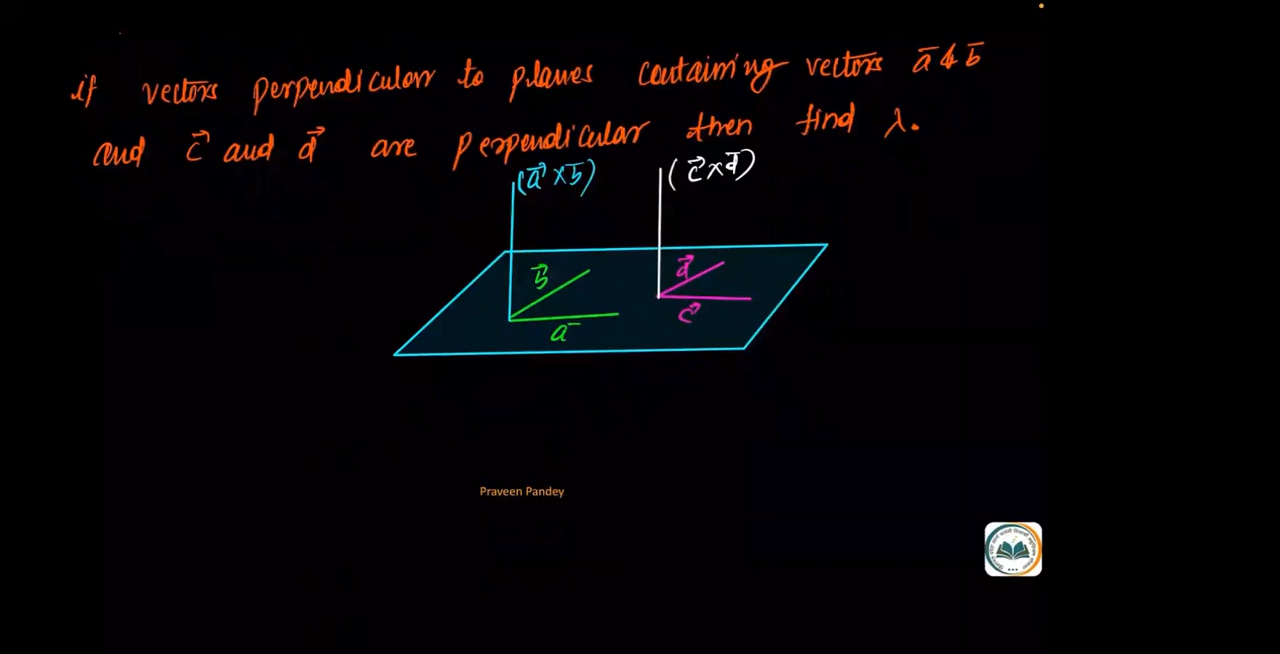 if vectors perpendicular to planes containing vectors a̅ & b̅
and c⃗ and d⃗ are perpendicular then find λ.
(a⃗ × b̅) (c⃗ × d⃗)
b⃗ d⃗
a̅ c⃗
Praveen Pandey